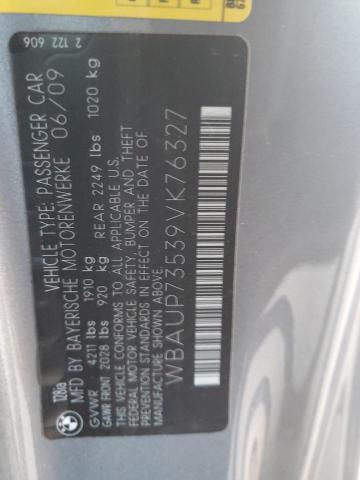 2 122 606
128i/B
VEHICLE TYPE: PASSENGER CAR
MFD BY BAYERISCHE MOTORENWERKE 06/09
GVWR 4211 lbs 1910 kg
GAWR FRONT 2028 lbs 920 kg REAR 2249 lbs 1020 kg
THIS VEHICLE CONFORMS TO ALL APPLICABLE U.S.
FEDERAL MOTOR VEHICLE SAFETY, BUMPER AND THEFT
PREVENTION STANDARDS IN EFFECT ON THE DATE OF
MANUFACTURE SHOWN ABOVE.
WBAUP73539VK76327